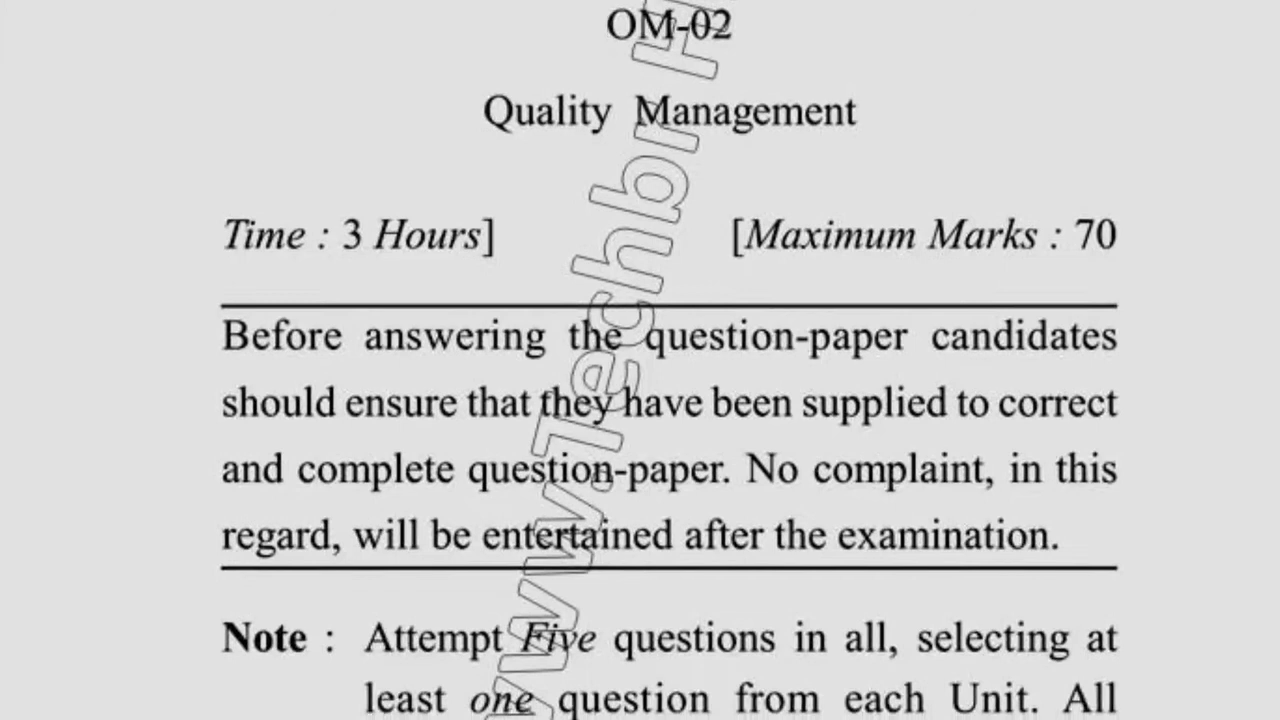 OM-02
Quality Management
Time : 3 Hours] [Maximum Marks : 70
Before answering the question-paper candidates
should ensure that they have been supplied to correct
and complete question-paper. No complaint, in this
regard, will be entertained after the examination.
Note : Attempt Five questions in all, selecting at
least one question from each Unit. All
www.Techbr H